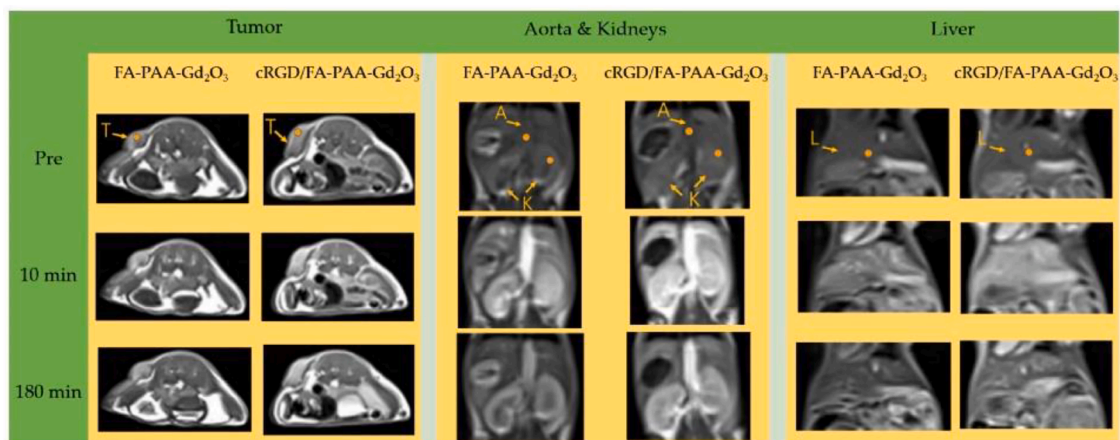 Tumor
Aorta & Kidneys
Liver
FA-PAA-Gd₂O₃
cRGD/FA-PAA-Gd₂O₃
FA-PAA-Gd₂O₃
cRGD/FA-PAA-Gd₂O₃
FA-PAA-Gd₂O₃
cRGD/FA-PAA-Gd₂O₃
Pre
T
T
A
K
A
K
L
L
10 min
180 min